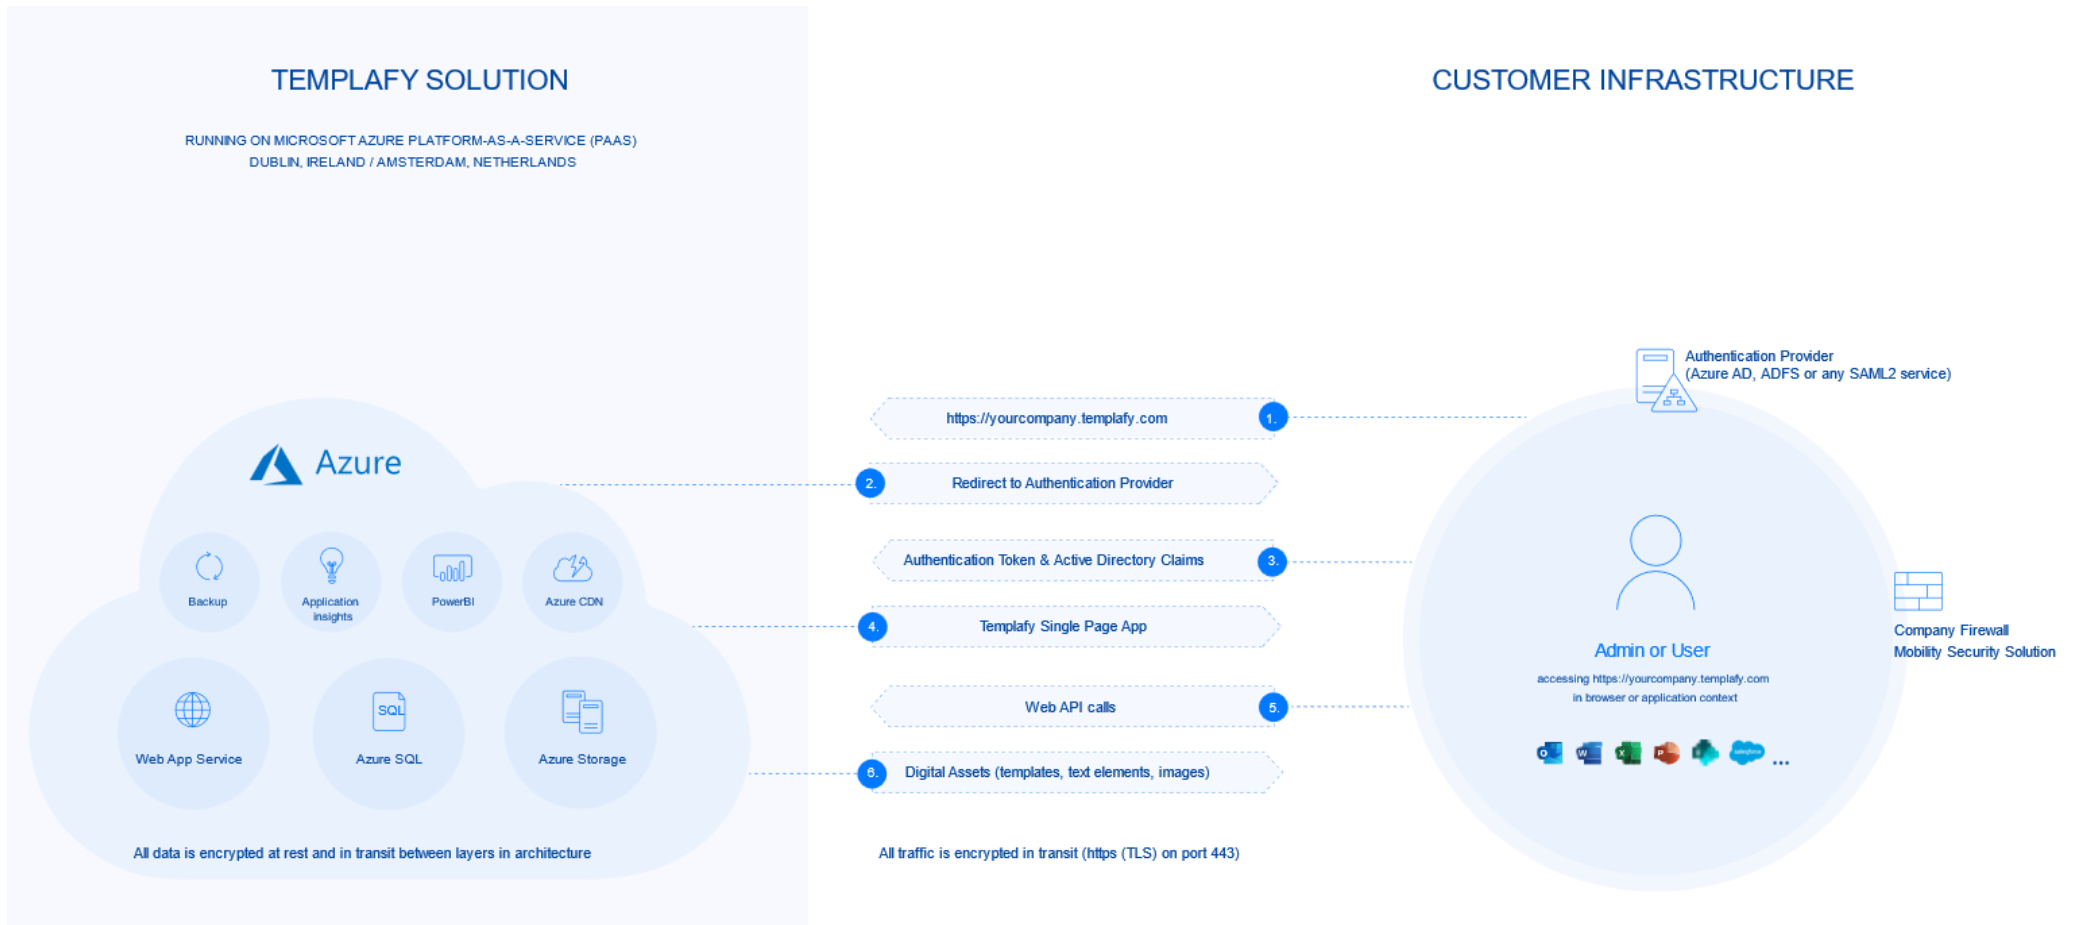 TEMPLAFY SOLUTION
RUNNING ON MICROSOFT AZURE PLATFORM-AS-A-SERVICE (PAAS)
DUBLIN, IRELAND / AMSTERDAM, NETHERLANDS
Azure
Backup
Application
insights
PowerBI
Azure CDN
Web App Service
SQL
Azure SQL
Azure Storage
All data is encrypted at rest and in transit between layers in architecture
https://yourcompany.templafy.com
1.
2.
Redirect to Authentication Provider
Authentication Token & Active Directory Claims
3.
4.
Templafy Single Page App
Web API calls
5.
6.
Digital Assets (templates, text elements, images)
All traffic is encrypted in transit (https (TLS) on port 443)
CUSTOMER INFRASTRUCTURE
Authentication Provider
(Azure AD, ADFS or any SAML2 service)
Company Firewall
Mobility Security Solution
Admin or User
accessing https://yourcompany.templafy.com
in browser or application context
O
W
X
P
salesforce
...